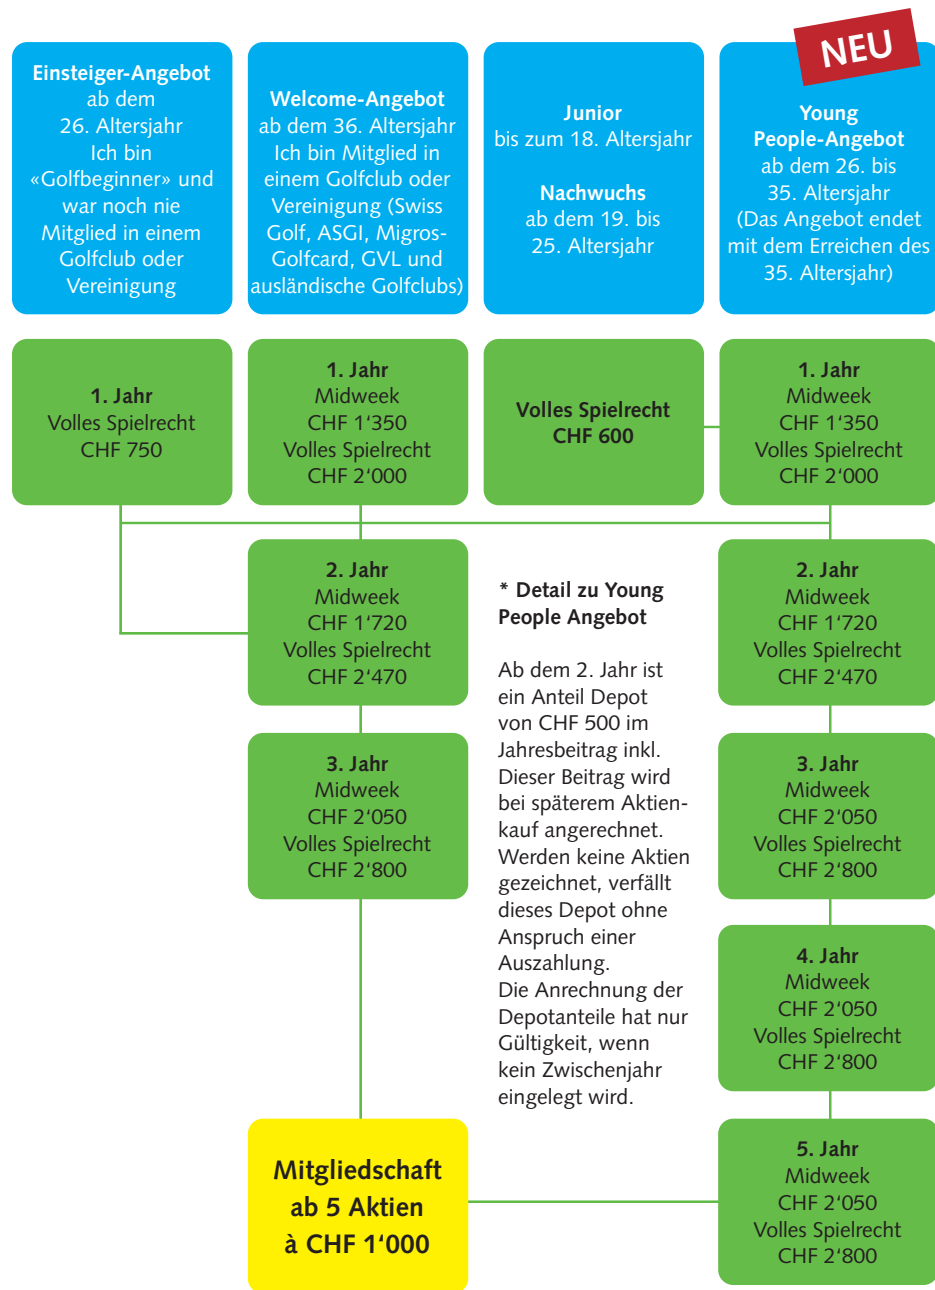 NEU
Einsteiger-Angebot
ab dem
26. Altersjahr
Ich bin
«Golfbeginner» und
war noch nie
Mitglied in einem
Golfclub oder
Vereinigung
Welcome-Angebot
ab dem 36. Altersjahr
Ich bin Mitglied in
einem Golfclub oder
Vereinigung (Swiss
Golf, ASGI, Migros-
Golfcard, GVL und
ausländische Golfclubs)
Junior
bis zum 18. Altersjahr
Nachwuchs
ab dem 19. bis
25. Altersjahr
Young
People-Angebot
ab dem 26. bis
35. Altersjahr
(Das Angebot endet
mit dem Erreichen des
35. Altersjahr)
1. Jahr
Volles Spielrecht
CHF 750
1. Jahr
Midweek
CHF 1‘350
Volles Spielrecht
CHF 2‘000
Volles Spielrecht
CHF 600
1. Jahr
Midweek
CHF 1‘350
Volles Spielrecht
CHF 2‘000
2. Jahr
Midweek
CHF 1‘720
Volles Spielrecht
CHF 2‘470
* Detail zu Young
People Angebot
Ab dem 2. Jahr ist
ein Anteil Depot
von CHF 500 im
Jahresbeitrag inkl.
Dieser Beitrag wird
bei späterem Aktien-
kauf angerechnet.
Werden keine Aktien
gezeichnet, verfällt
dieses Depot ohne
Anspruch einer
Auszahlung.
Die Anrechnung der
Depotanteile hat nur
Gültigkeit, wenn
kein Zwischenjahr
eingelegt wird.
2. Jahr
Midweek
CHF 1‘720
Volles Spielrecht
CHF 2‘470
3. Jahr
Midweek
CHF 2‘050
Volles Spielrecht
CHF 2‘800
3. Jahr
Midweek
CHF 2‘050
Volles Spielrecht
CHF 2‘800
4. Jahr
Midweek
CHF 2‘050
Volles Spielrecht
CHF 2‘800
Mitgliedschaft
ab 5 Aktien
à CHF 1‘000
5. Jahr
Midweek
CHF 2‘050
Volles Spielrecht
CHF 2‘800